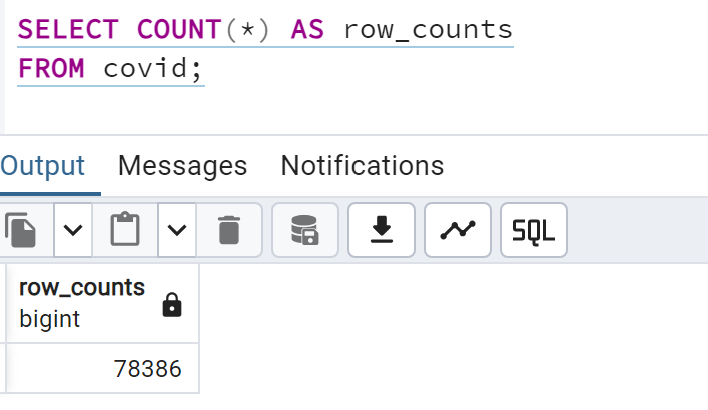 SELECT COUNT(*) AS row_counts
FROM covid;
Output Messages Notifications
SQL
row_counts
bigint
78386